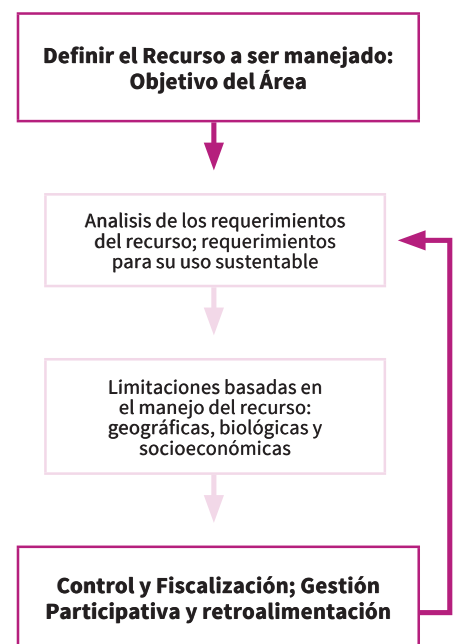 Definir el Recurso a ser manejado:
Objetivo del Área
Analisis de los requerimientos
del recurso; requerimientos
para su uso sustentable
Limitaciones basadas en
el manejo del recurso:
geográficas, biológicas y
socioeconómicas
Control y Fiscalización; Gestión
Participativa y retroalimentación